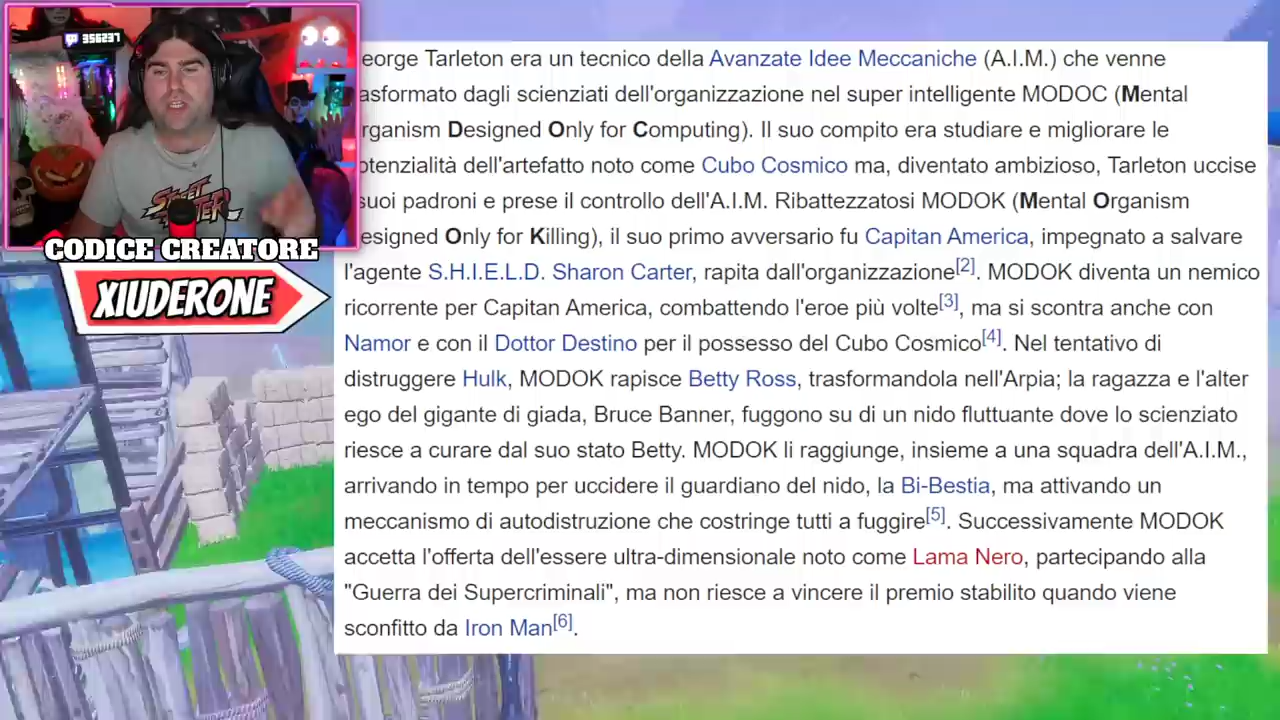 356237
CODICE CREATORE
XIUDERONE
eorge Tarleton era un tecnico della Avanzate Idee Meccaniche (A.I.M.) che venne
asformato dagli scienziati dell'organizzazione nel super intelligente MODOC (Mental
rganism Designed Only for Computing). Il suo compito era studiare e migliorare le
otenzialità dell'artefatto noto come Cubo Cosmico ma, diventato ambizioso, Tarleton uccise
suoi padroni e prese il controllo dell'A.I.M. Ribattezzatosi MODOK (Mental Organism
esigned Only for Killing), il suo primo avversario fu Capitan America, impegnato a salvare
l'agente S.H.I.E.L.D. Sharon Carter, rapita dall'organizzazione[2]. MODOK diventa un nemico
ricorrente per Capitan America, combattendo l'eroe più volte[3], ma si scontra anche con
Namor e con il Dottor Destino per il possesso del Cubo Cosmico[4]. Nel tentativo di
distruggere Hulk, MODOK rapisce Betty Ross, trasformandola nell'Arpia; la ragazza e l'alter
ego del gigante di giada, Bruce Banner, fuggono su di un nido fluttuante dove lo scienziato
riesce a curare dal suo stato Betty. MODOK li raggiunge, insieme a una squadra dell'A.I.M.,
arrivando in tempo per uccidere il guardiano del nido, la Bi-Bestia, ma attivando un
meccanismo di autodistruzione che costringe tutti a fuggire[5]. Successivamente MODOK
accetta l'offerta dell'essere ultra-dimensionale noto come Lama Nero, partecipando alla
"Guerra dei Supercriminali", ma non riesce a vincere il premio stabilito quando viene
sconfitto da Iron Man[6].